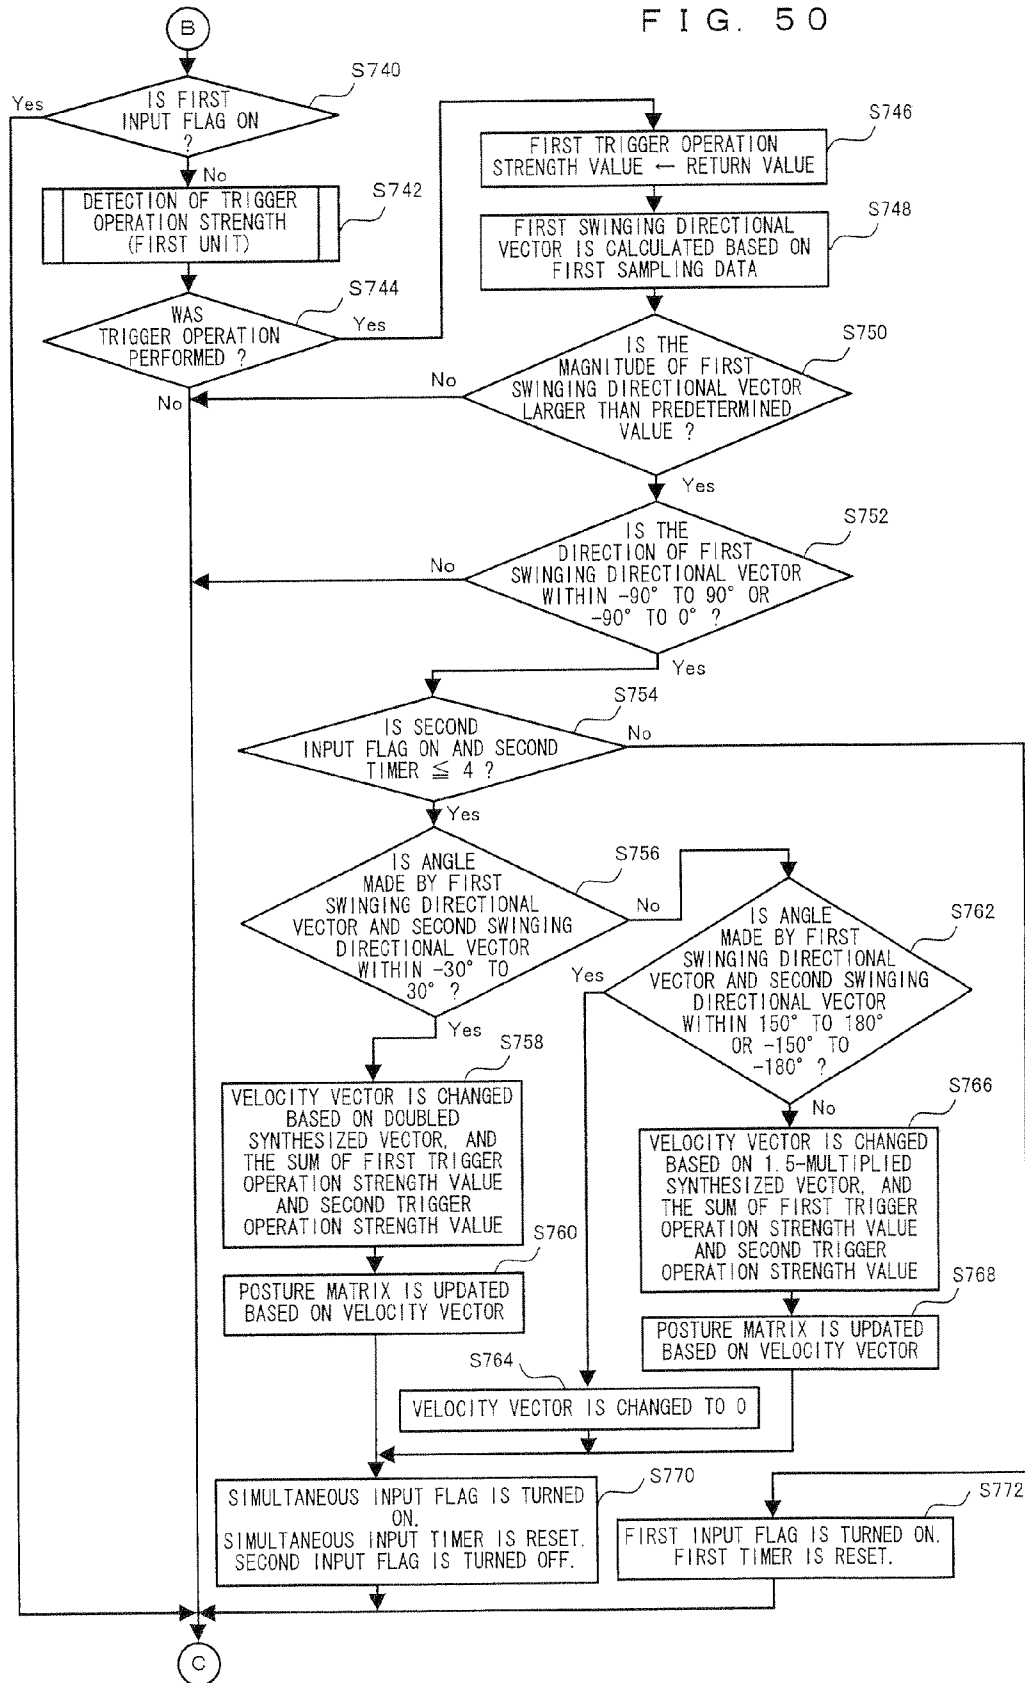 FIG. 50
B
S740
Yes
IS FIRST
INPUT FLAG ON
?
No
S742
DETECTION OF TRIGGER
OPERATION STRENGTH
(FIRST UNIT)
S744
WAS
TRIGGER OPERATION
PERFORMED ?
Yes
No
S746
FIRST TRIGGER OPERATION
STRENGTH VALUE ← RETURN VALUE
S748
FIRST SWINGING DIRECTIONAL
VECTOR IS CALCULATED BASED ON
FIRST SAMPLING DATA
S750
IS THE
MAGNITUDE OF FIRST
SWINGING DIRECTIONAL VECTOR
LARGER THAN PREDETERMINED
VALUE ?
No
Yes
S752
IS THE
DIRECTION OF FIRST
SWINGING DIRECTIONAL VECTOR
WITHIN -90° TO 90° OR
-90° TO 0° ?
No
Yes
S754
IS SECOND
INPUT FLAG ON AND SECOND
TIMER ≦ 4 ?
No
Yes
S756
IS ANGLE
MADE BY FIRST
SWINGING DIRECTIONAL
VECTOR AND SECOND SWINGING
DIRECTIONAL VECTOR
WITHIN -30° TO
30° ?
No
Yes
S762
IS ANGLE
MADE BY FIRST
SWINGING DIRECTIONAL
VECTOR AND SECOND SWINGING
DIRECTIONAL VECTOR
WITHIN 150° TO 180°
OR -150° TO
-180° ?
Yes
No
S758
VELOCITY VECTOR IS CHANGED
BASED ON DOUBLED
SYNTHESIZED VECTOR, AND
THE SUM OF FIRST TRIGGER
OPERATION STRENGTH VALUE
AND SECOND TRIGGER
OPERATION STRENGTH VALUE
S760
POSTURE MATRIX IS UPDATED
BASED ON VELOCITY VECTOR
S766
VELOCITY VECTOR IS CHANGED
BASED ON 1.5-MULTIPLIED
SYNTHESIZED VECTOR, AND
THE SUM OF FIRST TRIGGER
OPERATION STRENGTH VALUE
AND SECOND TRIGGER
OPERATION STRENGTH VALUE
S768
POSTURE MATRIX IS UPDATED
BASED ON VELOCITY VECTOR
S764
VELOCITY VECTOR IS CHANGED TO 0
S770
SIMULTANEOUS INPUT FLAG IS TURNED
ON.
SIMULTANEOUS INPUT TIMER IS RESET.
SECOND INPUT FLAG IS TURNED OFF.
S772
FIRST INPUT FLAG IS TURNED ON.
FIRST TIMER IS RESET.
C